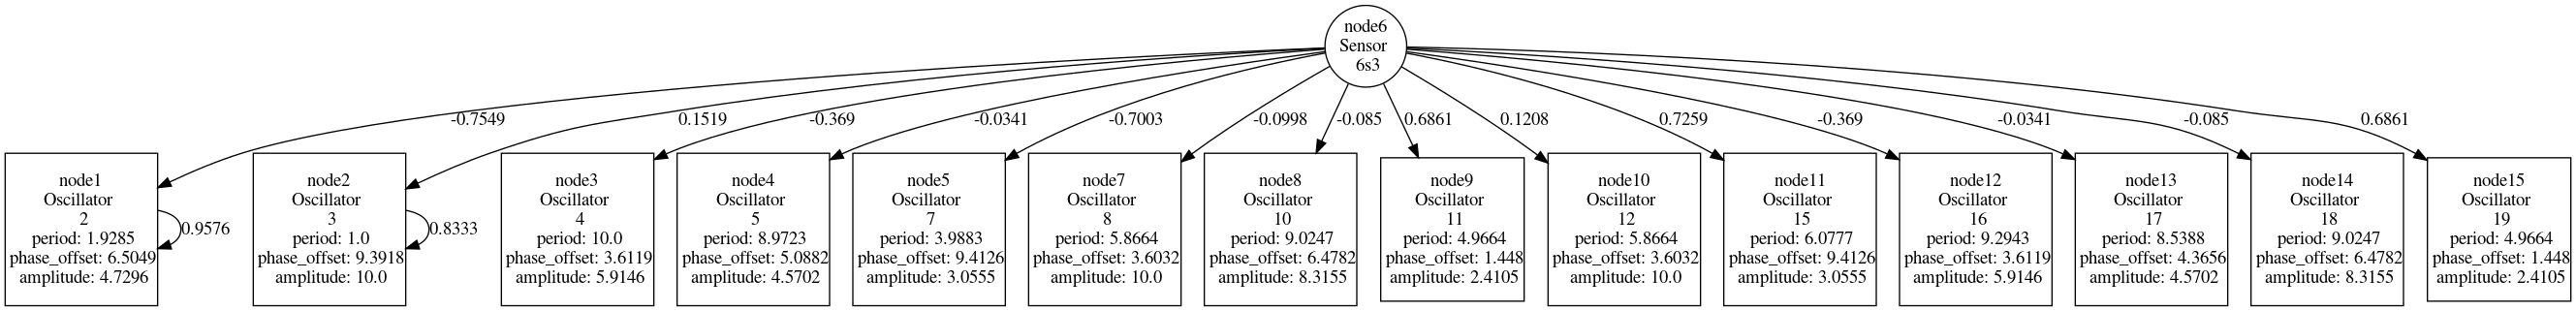 node6
Sensor
6s3
-0.7549
0.1519
-0.369
-0.0341
-0.7003
-0.0998
-0.085
0.6861
0.1208
0.7259
-0.369
-0.0341
-0.085
0.6861
node1
Oscillator
2
period: 1.9285
phase_offset: 6.5049
amplitude: 4.7296
0.9576
node2
Oscillator
3
period: 1.0
phase_offset: 9.3918
amplitude: 10.0
0.8333
node3
Oscillator
4
period: 10.0
phase_offset: 3.6119
amplitude: 5.9146
node4
Oscillator
5
period: 8.9723
phase_offset: 5.0882
amplitude: 4.5702
node5
Oscillator
7
period: 3.9883
phase_offset: 9.4126
amplitude: 3.0555
node7
Oscillator
8
period: 5.8664
phase_offset: 3.6032
amplitude: 10.0
node8
Oscillator
10
period: 9.0247
phase_offset: 6.4782
amplitude: 8.3155
node9
Oscillator
11
period: 4.9664
phase_offset: 1.448
amplitude: 2.4105
node10
Oscillator
12
period: 5.8664
phase_offset: 3.6032
amplitude: 10.0
node11
Oscillator
15
period: 6.0777
phase_offset: 9.4126
amplitude: 3.0555
node12
Oscillator
16
period: 9.2943
phase_offset: 3.6119
amplitude: 5.9146
node13
Oscillator
17
period: 8.5388
phase_offset: 4.3656
amplitude: 4.5702
node14
Oscillator
18
period: 9.0247
phase_offset: 6.4782
amplitude: 8.3155
node15
Oscillator
19
period: 4.9664
phase_offset: 1.448
amplitude: 2.4105